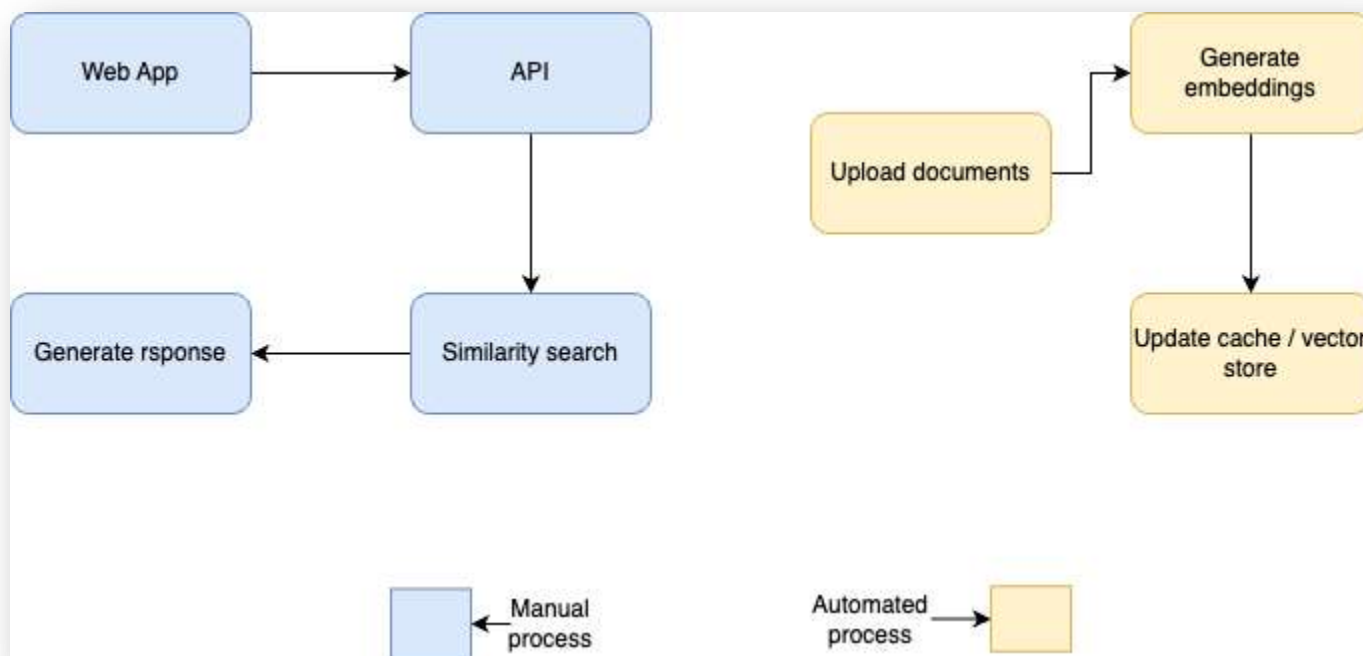 Web App
API
Generate
embeddings
Upload documents
Generate rsponse
Similarity search
Update cache / vector
store
Manual
process
Automated
process